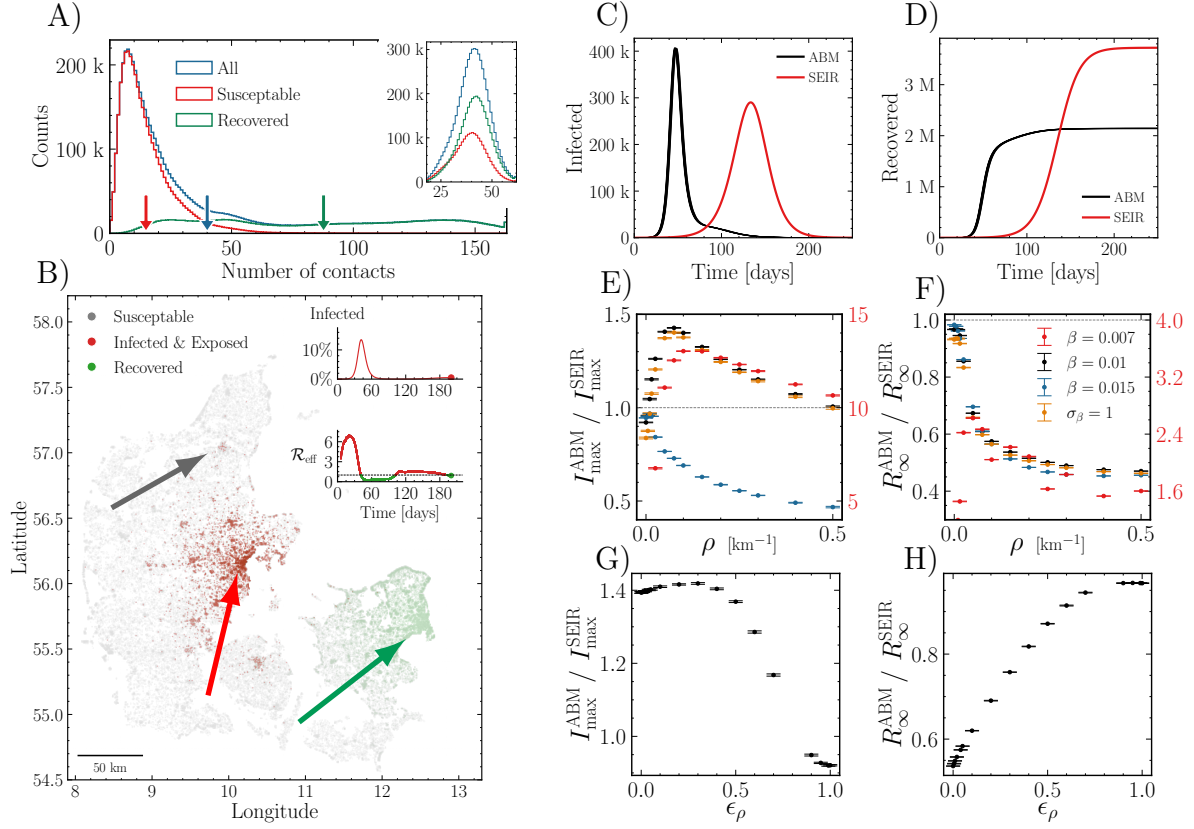 A)
Counts
200 k
100 k
0
All
Susceptable
Recovered
300 k
200 k
100 k
0
25
50
0
50
100
150
Number of contacts
B)
Latitude
58.0
57.5
57.0
56.5
56.0
55.5
55.0
54.5
Susceptable
Infected & Exposed
Recovered
Infected
10%
0%
0 60 120 180
R_eff
6
3
1
0 60 120 180
Time [days]
50 km
8 9 10 11 12 13
Longitude
C)
Infected
400 k
300 k
200 k
100 k
0
ABM
SEIR
0 100 200
Time [days]
D)
Recovered
3 M
2 M
1 M
0
ABM
SEIR
0 100 200
Time [days]
E)
I_max^ABM / I_max^SEIR
1.5
1.0
0.5
15
10
5
0.0 0.5
ρ [km⁻¹]
F)
R_∞^ABM / R_∞^SEIR
1.0
0.8
0.6
0.4
β = 0.007
β = 0.01
β = 0.015
σ_β = 1
4.0
3.2
2.4
1.6
0.0 0.5
ρ [km⁻¹]
G)
I_max^ABM / I_max^SEIR
1.4
1.2
1.0
0.0 0.5 1.0
ϵ_ρ
H)
R_∞^ABM / R_∞^SEIR
0.8
0.6
0.0 0.5 1.0
ϵ_ρ